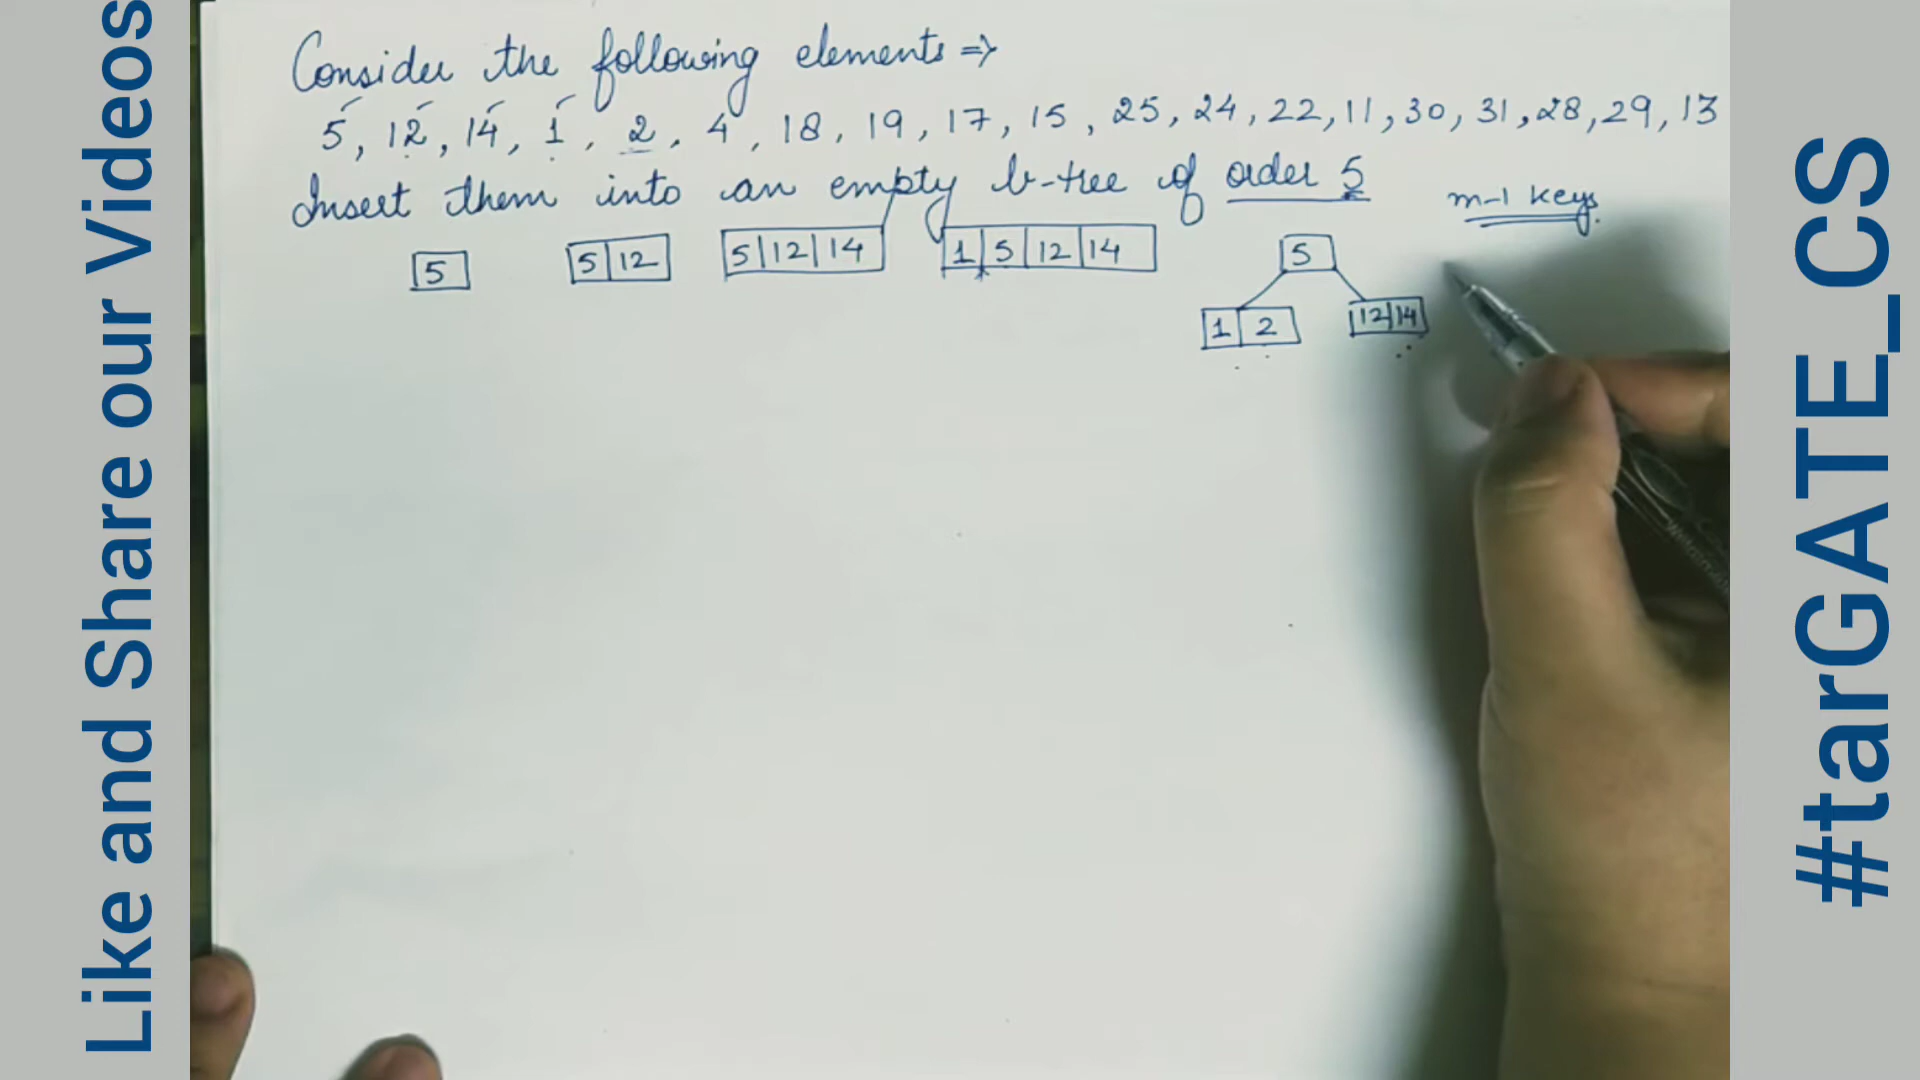 Like and Share our Videos
Consider the following elements ⇒
5, 12, 14, 1, 2, 4, 18, 19, 17, 15, 25, 24, 22, 11, 30, 31, 28, 29, 13
Insert them into an empty b-tree of order 5
m-1 keys.
5
5 12
5 12 14
1 5 12 14
5
1 2
12 14
#tarGATE_CS